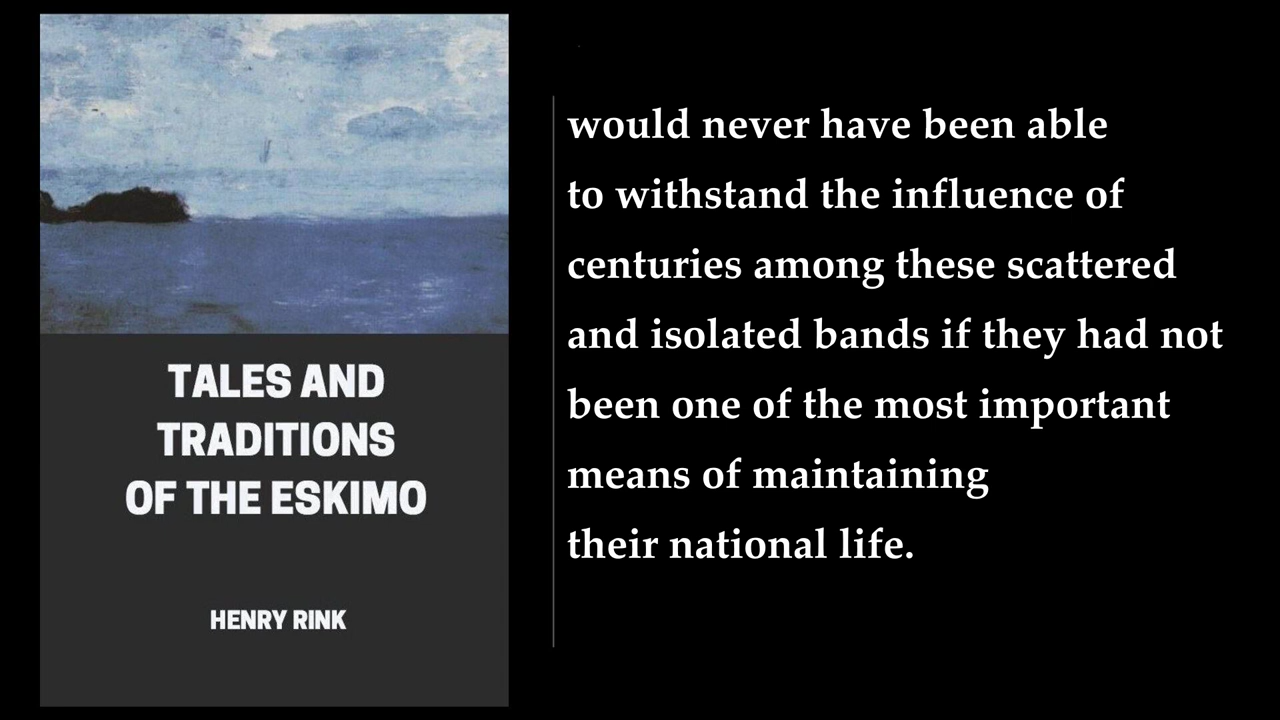 TALES AND
TRADITIONS
OF THE ESKIMO
HENRY RINK
would never have been able
to withstand the influence of
centuries among these scattered
and isolated bands if they had not
been one of the most important
means of maintaining
their national life.